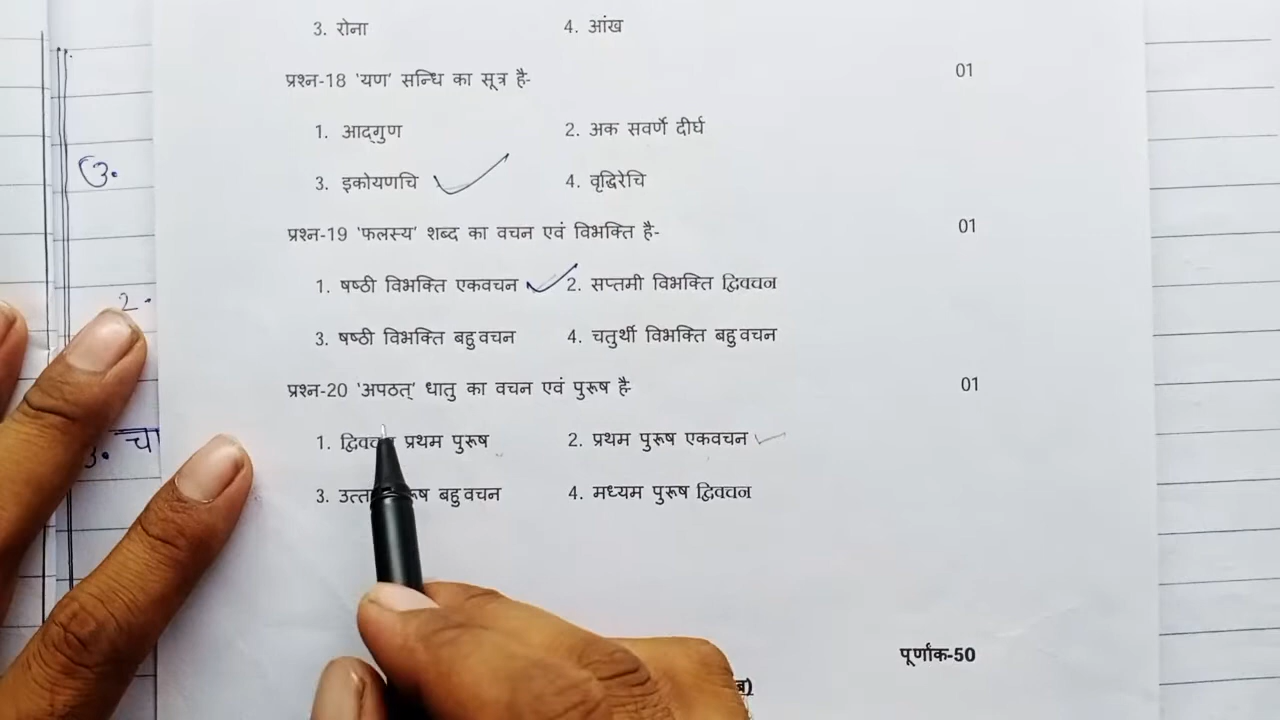 3. रोना 4. आंख
प्रश्न-18 'यण' सन्धि का सूत्र है- 01
1. आद्गुण 2. अक सवर्णे दीर्घ
3. इकोयणचि 4. वृद्धिरेचि
3.
प्रश्न-19 'फलस्य' शब्द का वचन एवं विभक्ति है- 01
1. षष्ठी विभक्ति एकवचन 2. सप्तमी विभक्ति द्विवचन
2.
3. षष्ठी विभक्ति बहुवचन 4. चतुर्थी विभक्ति बहुवचन
प्रश्न-20 'अपठत्' धातु का वचन एवं पुरूष है- 01
1. प्रथम पुरूष 2. प्रथम पुरूष एकवचन
3. बहुवचन 4. मध्यम पुरूष द्विवचन
पूर्णांक-50
ब)